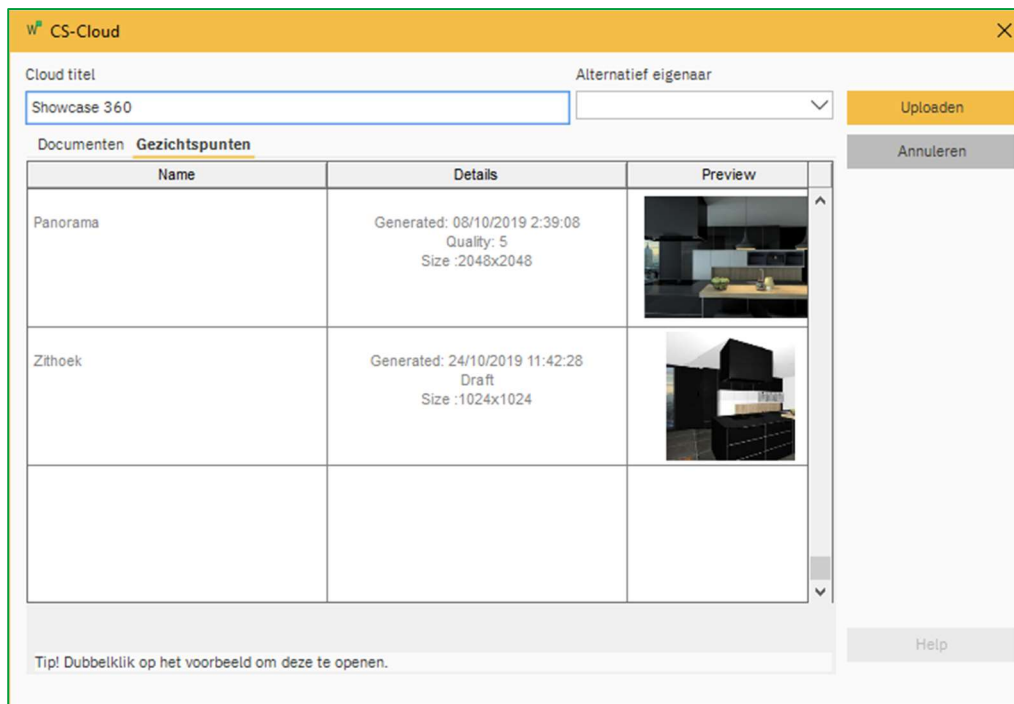 CS-Cloud
Cloud titel
Alternatief eigenaar
Showcase 360
Uploaden
Documenten Gezichtspunten
Annuleren
Name Details Preview
Panorama
Generated: 08/10/2019 2:39:08
Quality: 5
Size :2048x2048
Zithoek
Generated: 24/10/2019 11:42:28
Draft
Size :1024x1024
Help
Tip! Dubbelklik op het voorbeeld om deze te openen.